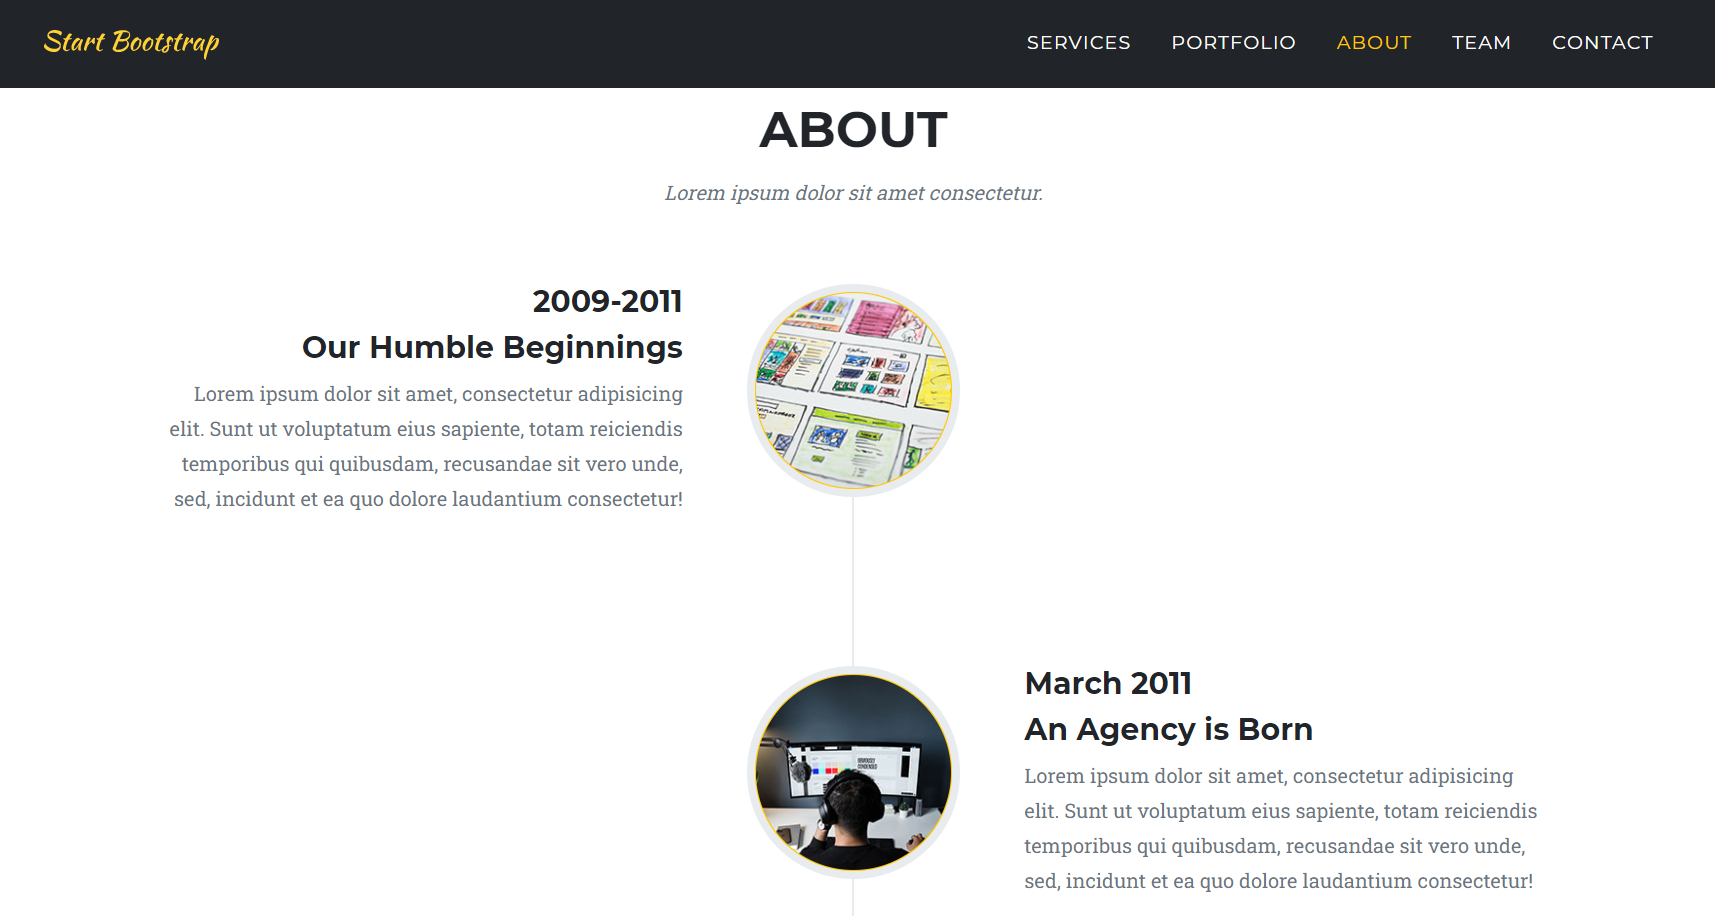 Start Bootstrap
SERVICES PORTFOLIO ABOUT TEAM CONTACT
ABOUT
Lorem ipsum dolor sit amet consectetur.
2009-2011
Our Humble Beginnings
Lorem ipsum dolor sit amet, consectetur adipisicing
elit. Sunt ut voluptatum eius sapiente, totam reiciendis
temporibus qui quibusdam, recusandae sit vero unde,
sed, incidunt et ea quo dolore laudantium consectetur!
March 2011
An Agency is Born
Lorem ipsum dolor sit amet, consectetur adipisicing
elit. Sunt ut voluptatum eius sapiente, totam reiciendis
temporibus qui quibusdam, recusandae sit vero unde,
sed, incidunt et ea quo dolore laudantium consectetur!